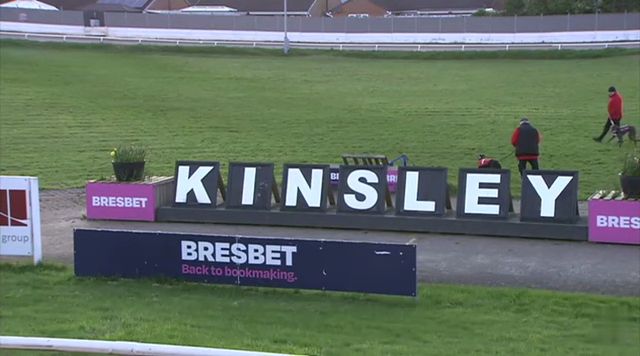 KINSLEY
BRESBET
BRES
BRESBET
Back to bookmaking.
group